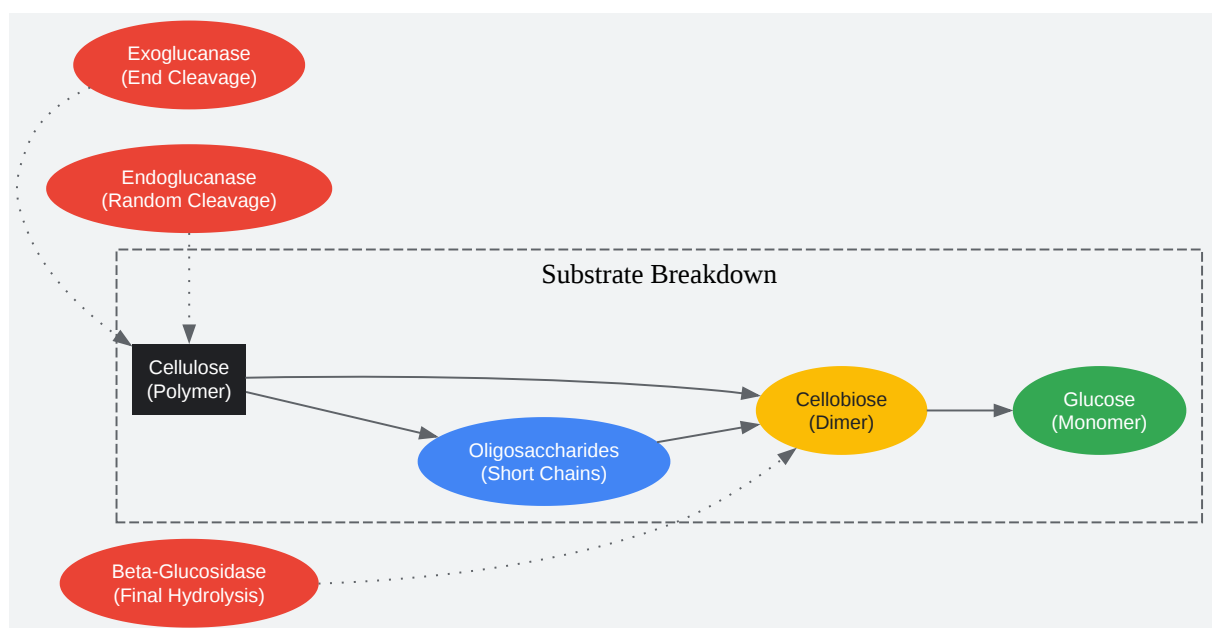 Exoglucanase
(End Cleavage)
Endoglucanase
(Random Cleavage)
Substrate Breakdown
Cellulose
(Polymer)
Oligosaccharides
(Short Chains)
Cellobiose
(Dimer)
Glucose
(Monomer)
Beta-Glucosidase
(Final Hydrolysis)